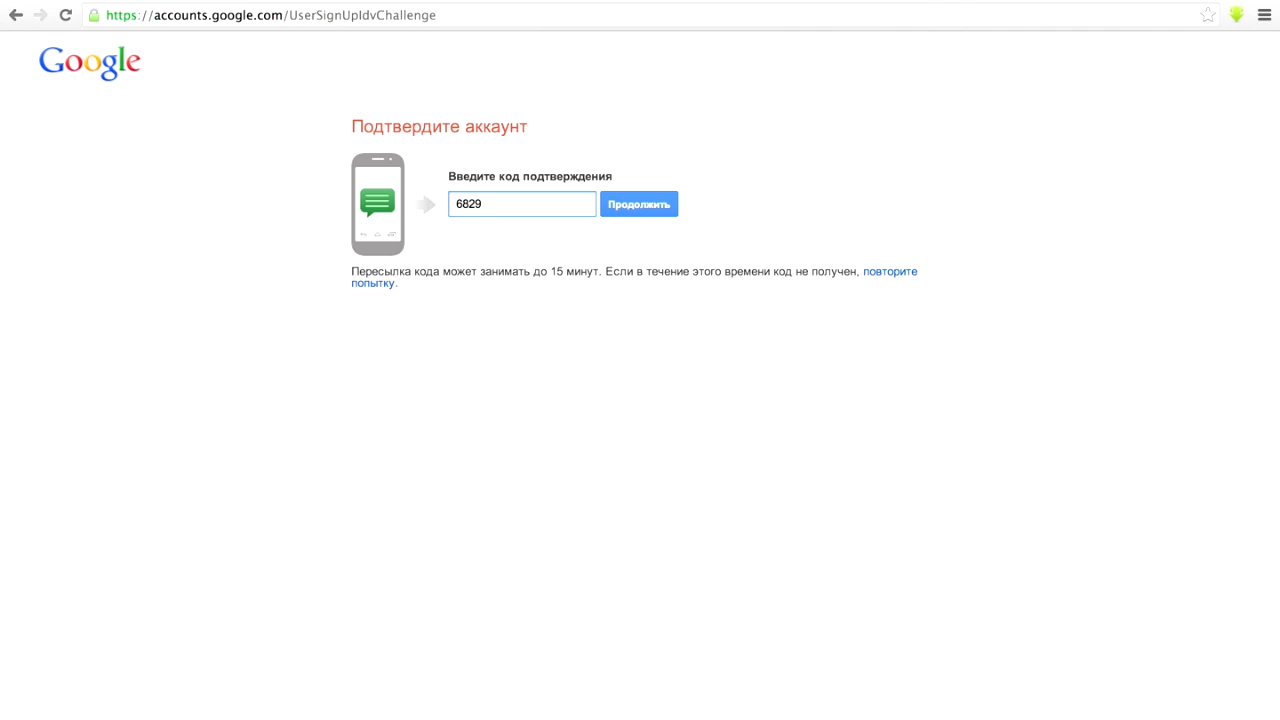 https://accounts.google.com/UserSignUpIdvChallenge
Google
Подтвердите аккаунт
Введите код подтверждения
6829
Продолжить
Пересылка кода может занимать до 15 минут. Если в течение этого времени код не получен, повторите
попытку.